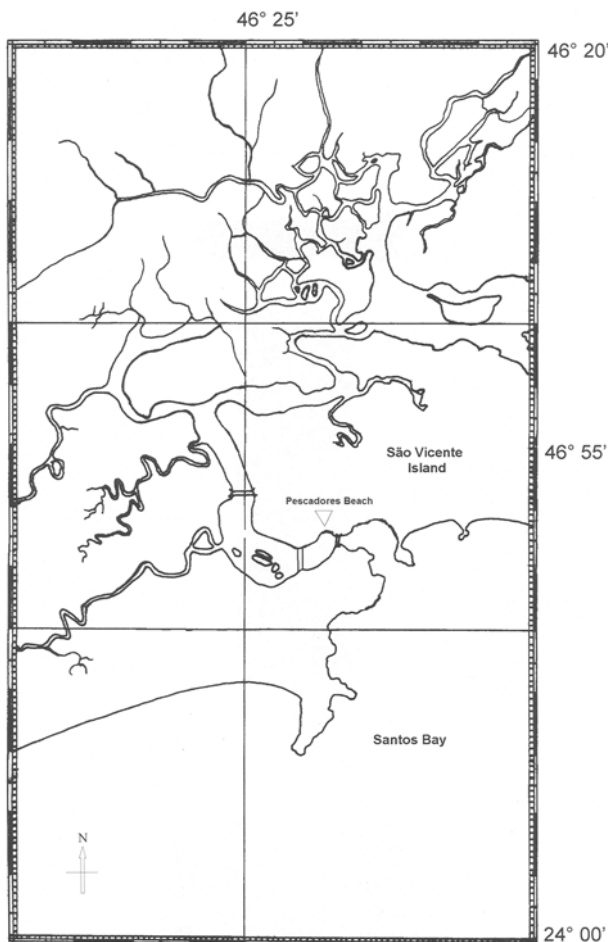 46° 25'
46° 20'
São Vicente
Island
46° 55'
Pescadores Beach
Santos Bay
N
24° 00'